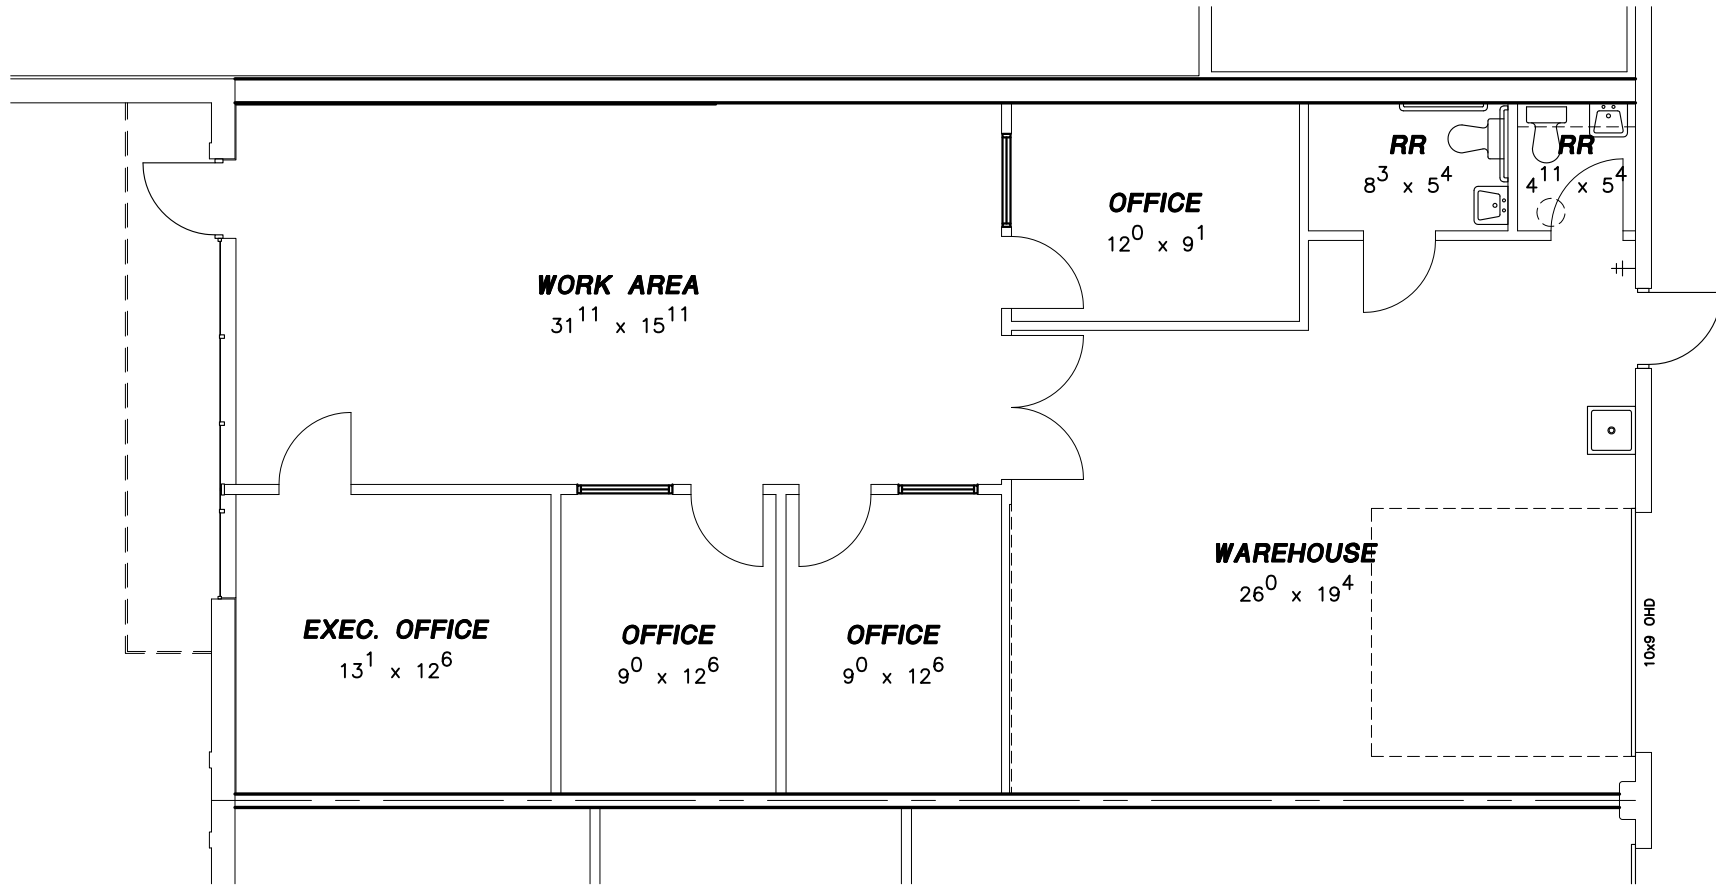 RR
8³ x 5⁴
RR
4¹¹ x 5⁴
OFFICE
12⁰ x 9¹
WORK AREA
31¹¹ x 15¹¹
WAREHOUSE
26⁰ x 19⁴
EXEC. OFFICE
13¹ x 12⁶
OFFICE
9⁰ x 12⁶
OFFICE
9⁰ x 12⁶
10x9 OHD